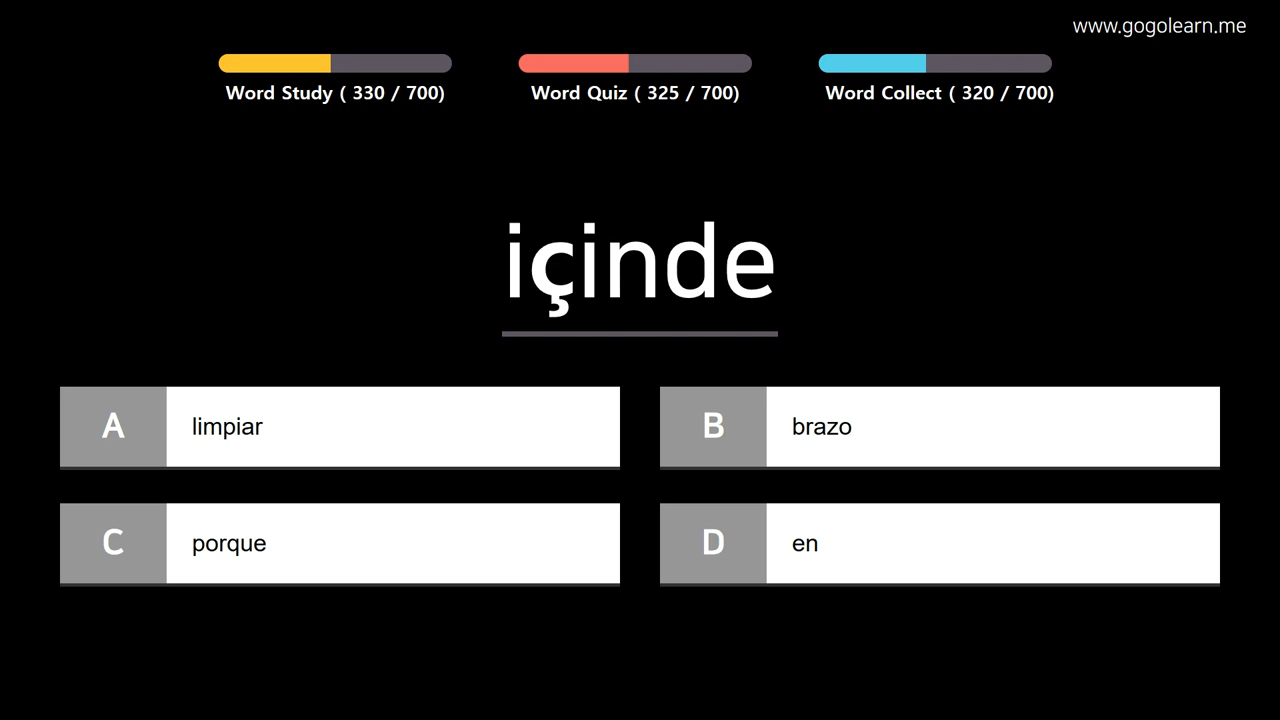 www.gogolearn.me
Word Study ( 330 / 700)
Word Quiz ( 325 / 700)
Word Collect ( 320 / 700)
içinde
A limpiar
B brazo
C porque
D en